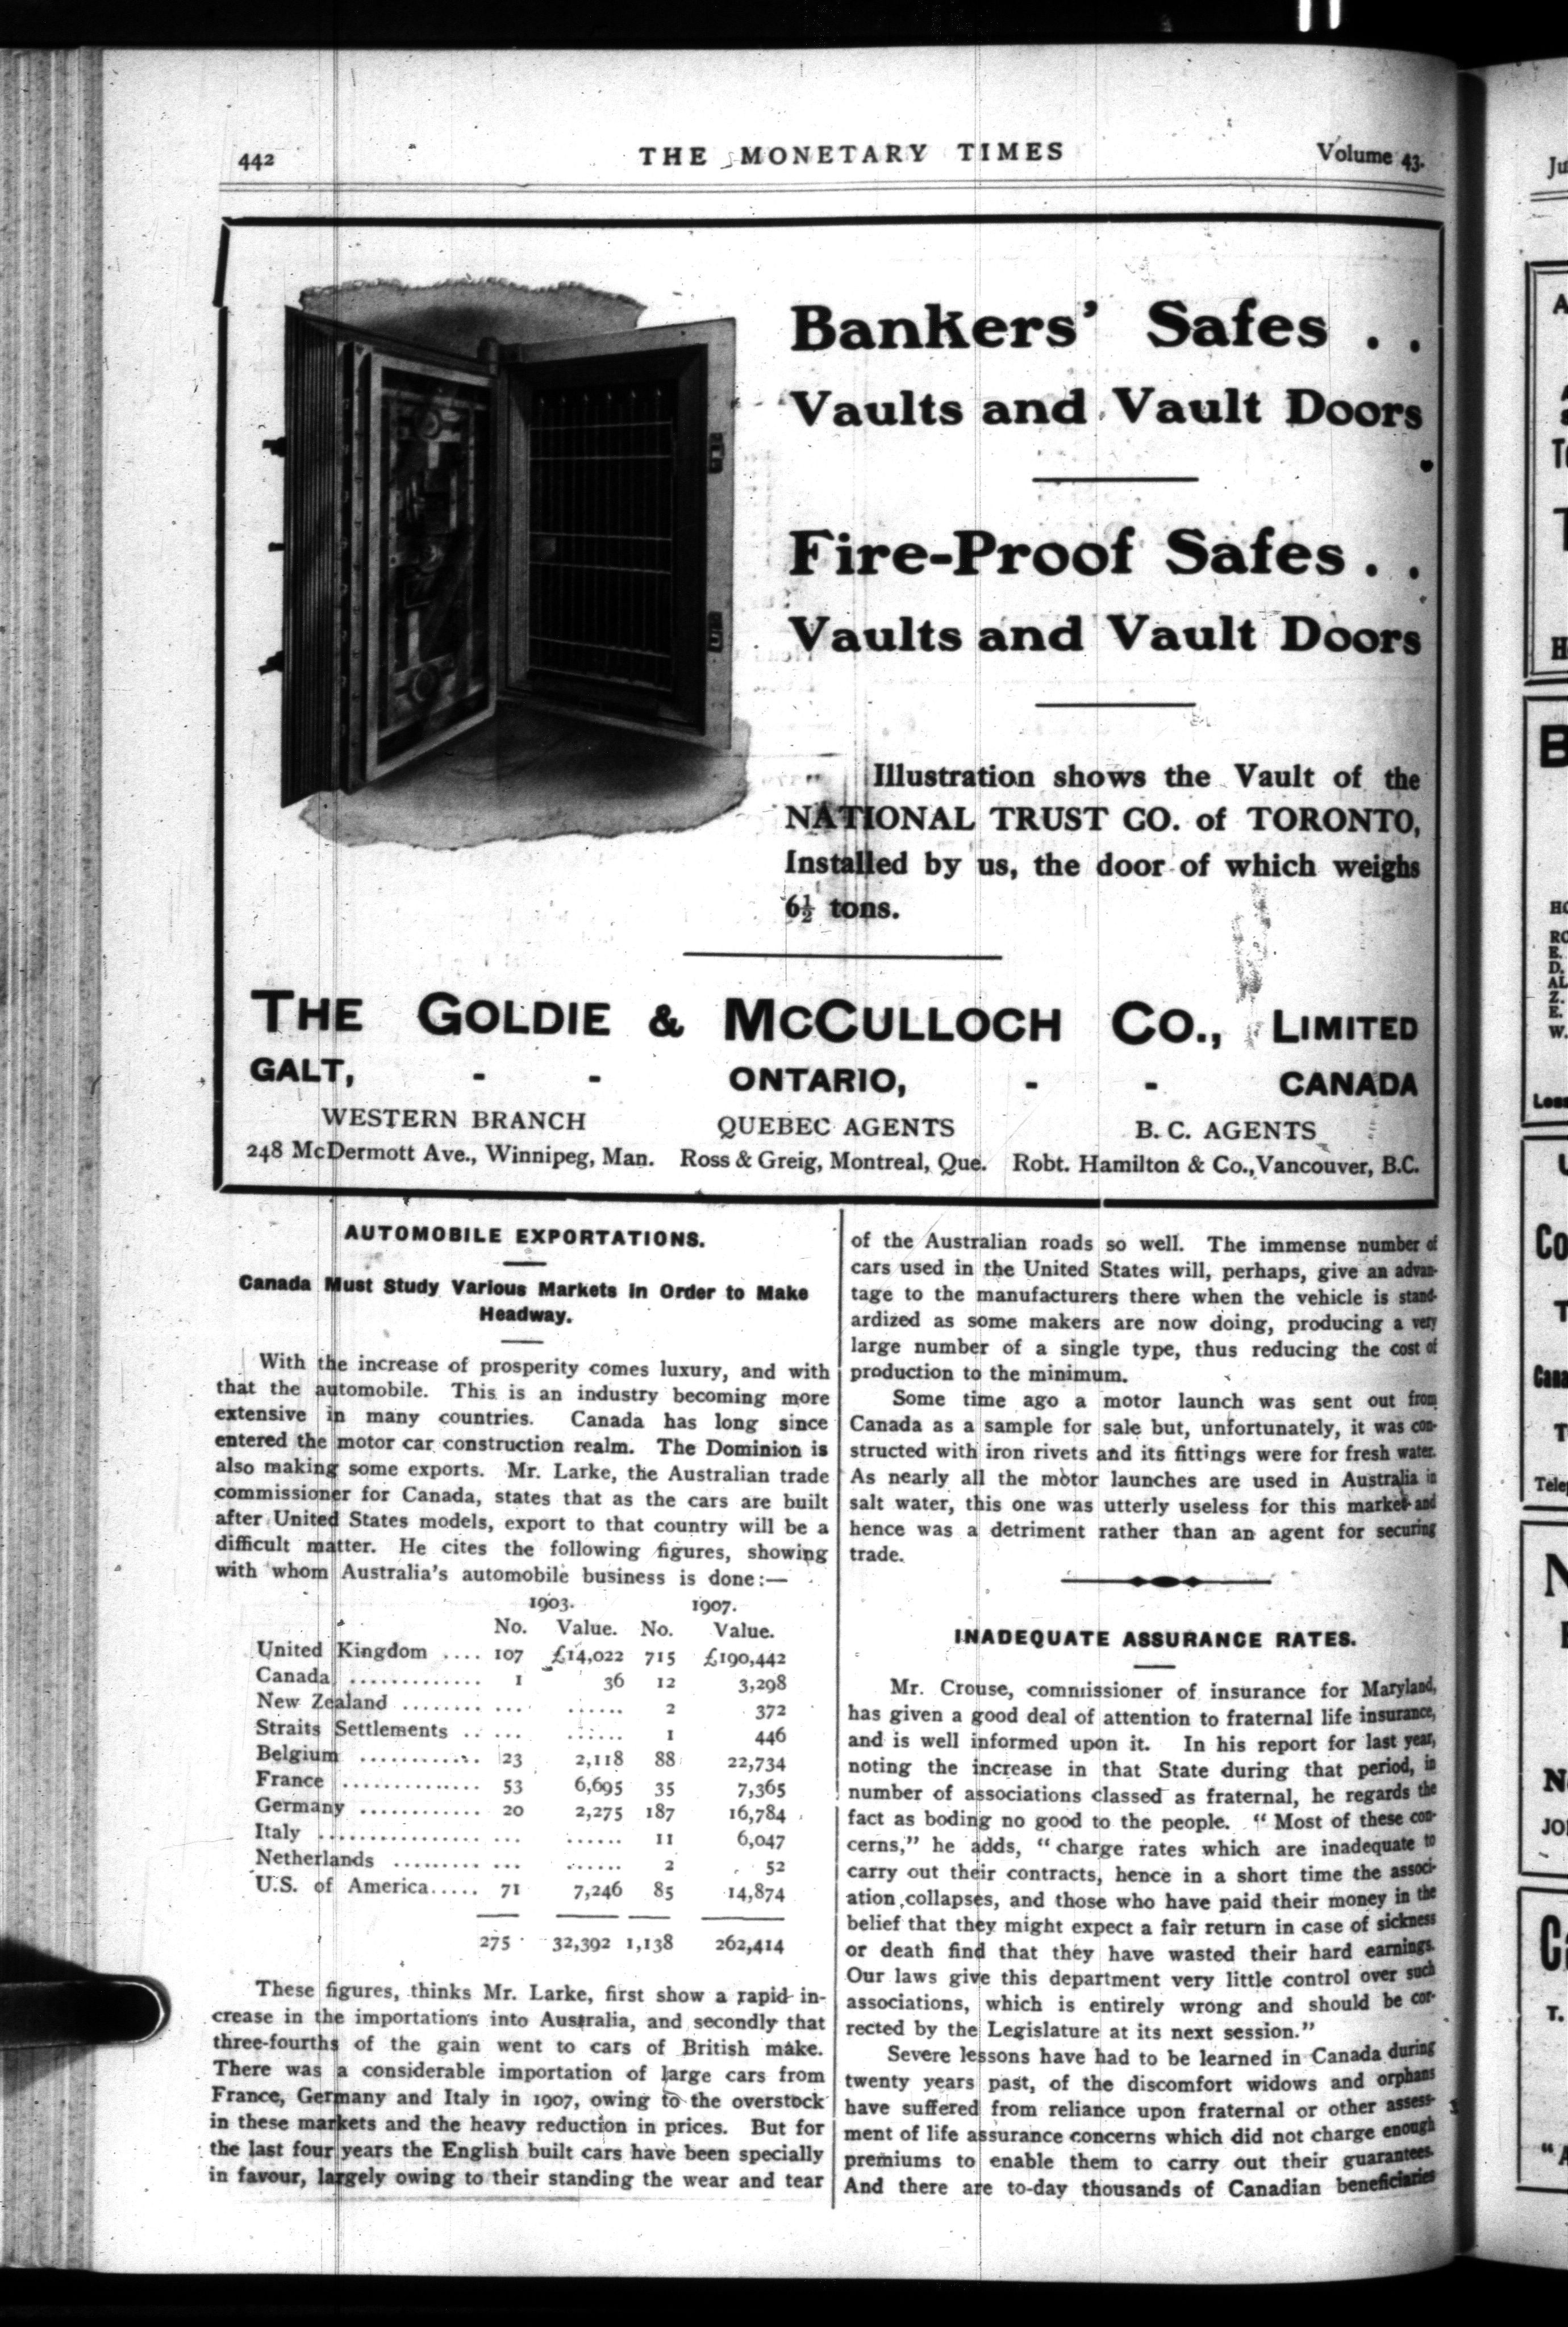 442 THE MONETARY TIMES Volume 43.
Bankers' Safes . .
Vaults and Vault Doors
Fire-Proof Safes . .
Vaults and Vault Doors
Illustration shows the Vault of the
NATIONAL TRUST CO. of TORONTO,
Installed by us, the door of which weighs
6½ tons.
THE GOLDIE & MCCULLOCH CO., LIMITED
GALT, - - ONTARIO, - - CANADA
WESTERN BRANCH QUEBEC AGENTS B. C. AGENTS
248 McDermott Ave., Winnipeg, Man. Ross & Greig, Montreal, Que. Robt. Hamilton & Co., Vancouver, B.C.
AUTOMOBILE EXPORTATIONS.
Canada Must Study Various Markets in Order to Make
Headway.
With the increase of prosperity comes luxury, and with
that the automobile. This is an industry becoming more
extensive in many countries. Canada has long since
entered the motor car construction realm. The Dominion is
also making some exports. Mr. Larke, the Australian trade
commissioner for Canada, states that as the cars are built
after United States models, export to that country will be a
difficult matter. He cites the following figures, showing
with whom Australia's automobile business is done:—
1903. 1907.
No. Value. No. Value.
United Kingdom .... 107 £14,022 715 £190,442
Canada ............. 1 36 12 3,298
New Zealand ........ ... ...... 2 372
Straits Settlements .. ... ...... 1 446
Belgium ............ 23 2,118 88 22,734
France .............. 53 6,695 35 7,365
Germany ............ 20 2,275 187 16,784
Italy ................ ... ...... 11 6,047
Netherlands ......... ... ...... 2 52
U.S. of America..... 71 7,246 85 14,874
275 32,392 1,138 262,414
These figures, thinks Mr. Larke, first show a rapid in-
crease in the importations into Australia, and secondly that
three-fourths of the gain went to cars of British make.
There was a considerable importation of large cars from
France, Germany and Italy in 1907, owing to the overstock
in these markets and the heavy reduction in prices. But for
the last four years the English built cars have been specially
in favour, largely owing to their standing the wear and tear
of the Australian roads so well. The immense number of
cars used in the United States will, perhaps, give an advan-
tage to the manufacturers there when the vehicle is stand-
ardized as some makers are now doing, producing a very
large number of a single type, thus reducing the cost of
production to the minimum.
Some time ago a motor launch was sent out from
Canada as a sample for sale but, unfortunately, it was con-
structed with iron rivets and its fittings were for fresh water.
As nearly all the motor launches are used in Australia in
salt water, this one was utterly useless for this market and
hence was a detriment rather than an agent for securing
trade.
INADEQUATE ASSURANCE RATES.
Mr. Crouse, commissioner of insurance for Maryland,
has given a good deal of attention to fraternal life insurance,
and is well informed upon it. In his report for last year,
noting the increase in that State during that period, in
number of associations classed as fraternal, he regards the
fact as boding no good to the people. "Most of these con-
cerns," he adds, "charge rates which are inadequate to
carry out their contracts, hence in a short time the associ-
ation collapses, and those who have paid their money in the
belief that they might expect a fair return in case of sickness
or death find that they have wasted their hard earnings.
Our laws give this department very little control over such
associations, which is entirely wrong and should be cor-
rected by the Legislature at its next session."
Severe lessons have had to be learned in Canada during
twenty years past, of the discomfort widows and orphans
have suffered from reliance upon fraternal or other assess-
ment of life assurance concerns which did not charge enough
premiums to enable them to carry out their guarantees.
And there are to-day thousands of Canadian beneficiaries